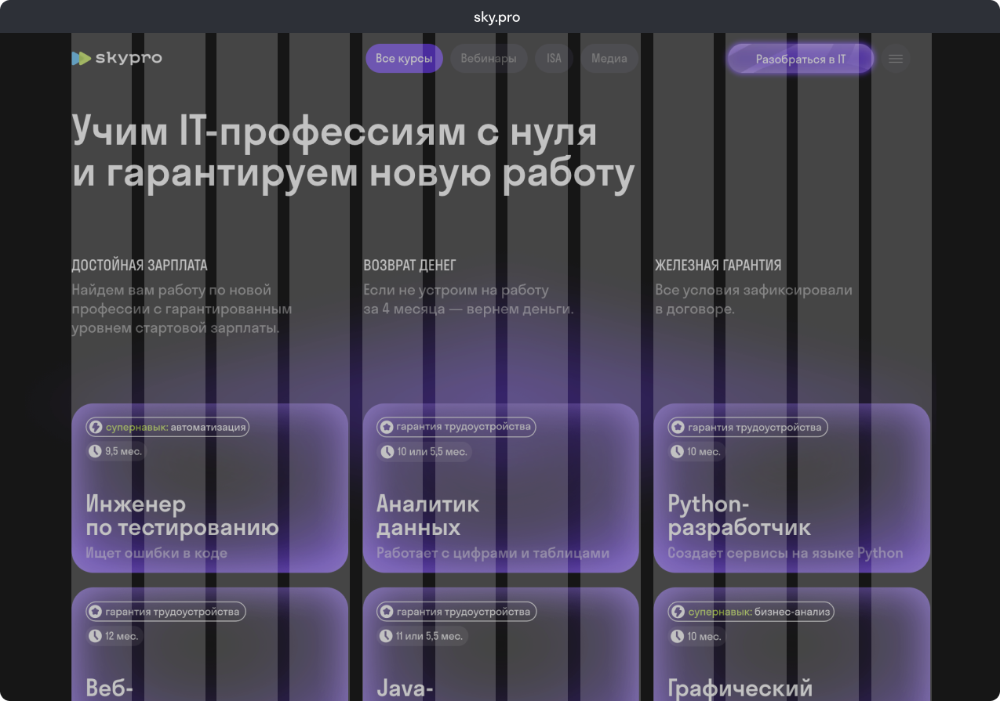 sky.pro
skypro
Все курсы
Вебинары
ISA
Медиа
Разобраться в IT
Учим IT-профессиям с нуля
и гарантируем новую работу
ДОСТОЙНАЯ ЗАРПЛАТА
Найдем вам работу по новой
профессии с гарантированным
уровнем стартовой зарплаты.
ВОЗВРАТ ДЕНЕГ
Если не устроим на работу
за 4 месяца — вернем деньги.
ЖЕЛЕЗНАЯ ГАРАНТИЯ
Все условия зафиксировали
в договоре.
супернавык: автоматизация
9,5 мес.
Инженер
по тестированию
Ищет ошибки в коде
гарантия трудоустройства
10 или 5,5 мес.
Аналитик
данных
Работает с цифрами и таблицами
гарантия трудоустройства
10 мес.
Python-
разработчик
Создает сервисы на языке Python
гарантия трудоустройства
12 мес.
Веб-
гарантия трудоустройства
11 или 5,5 мес.
Java-
супернавык: бизнес-анализ
10 мес.
Графический